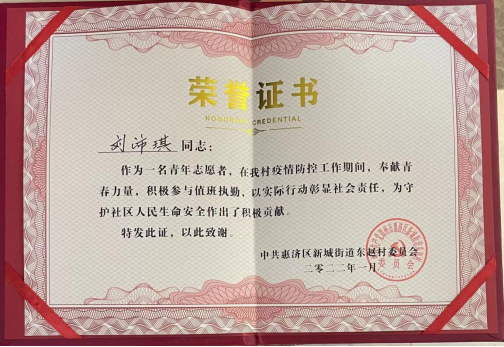 荣誉证书
HONORARY CREDENTIAL
刘沛琪 同志：
作为一名青年志愿者，在我村疫情防控工作期间，奉献青
春力量，积极参与值班执勤，以实际行动彰显社会责任，为守
护社区人民生命安全作出了积极贡献。
特发此证，以此致谢。
中共惠济区新城街道东赵村委员会
二零二二年一月
委员会